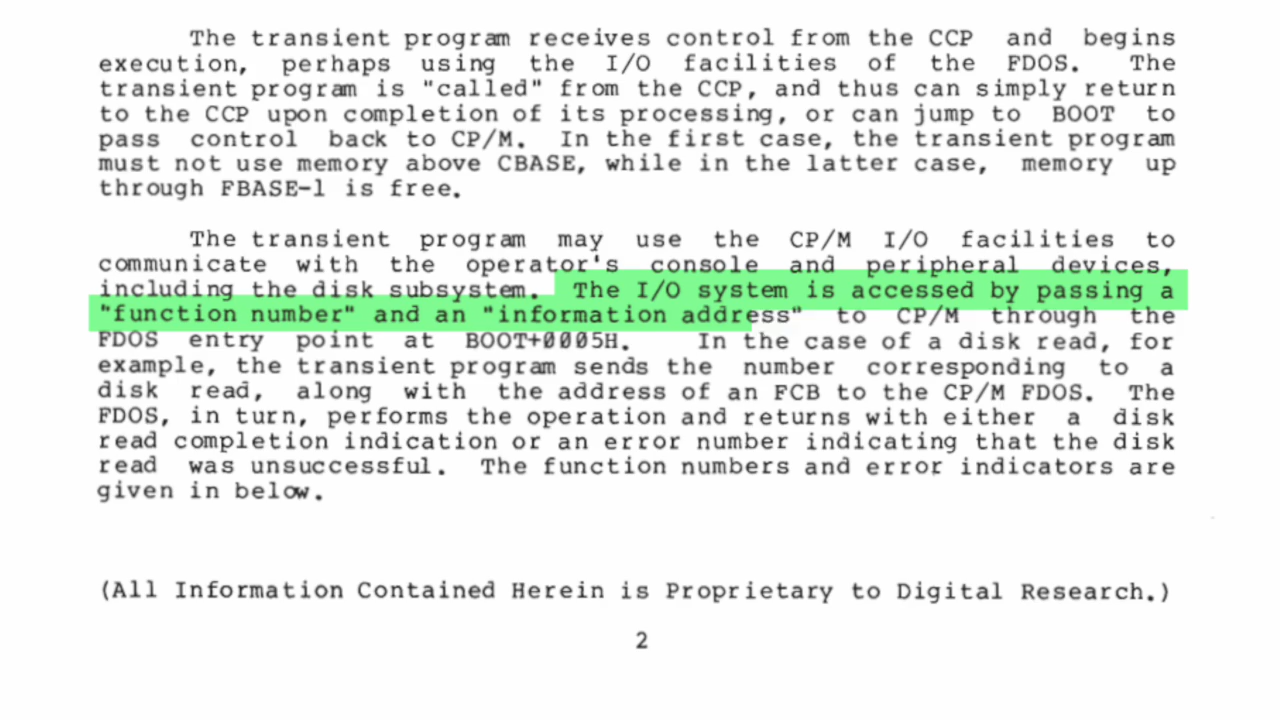 The transient program receives control from the CCP and begins
execution, perhaps using the I/O facilities of the FDOS. The
transient program is "called" from the CCP, and thus can simply return
to the CCP upon completion of its processing, or can jump to BOOT to
pass control back to CP/M. In the first case, the transient program
must not use memory above CBASE, while in the latter case, memory up
through FBASE-1 is free.
The transient program may use the CP/M I/O facilities to
communicate with the operator's console and peripheral devices,
including the disk subsystem. The I/O system is accessed by passing a
"function number" and an "information address" to CP/M through the
FDOS entry point at BOOT+0005H. In the case of a disk read, for
example, the transient program sends the number corresponding to a
disk read, along with the address of an FCB to the CP/M FDOS. The
FDOS, in turn, performs the operation and returns with either a disk
read completion indication or an error number indicating that the disk
read was unsuccessful. The function numbers and error indicators are
given in below.
(All Information Contained Herein is Proprietary to Digital Research.)
2